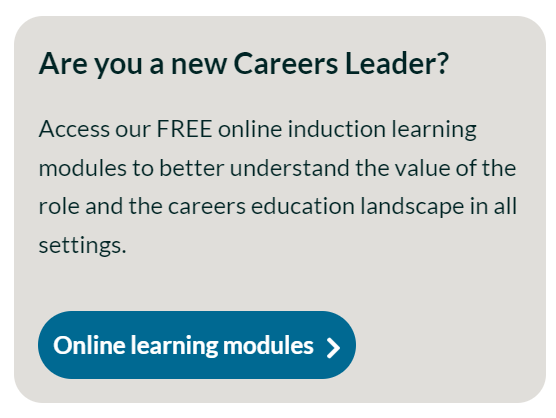 Are you a new Careers Leader?
Access our FREE online induction learning
modules to better understand the value of the
role and the careers education landscape in all
settings.
Online learning modules